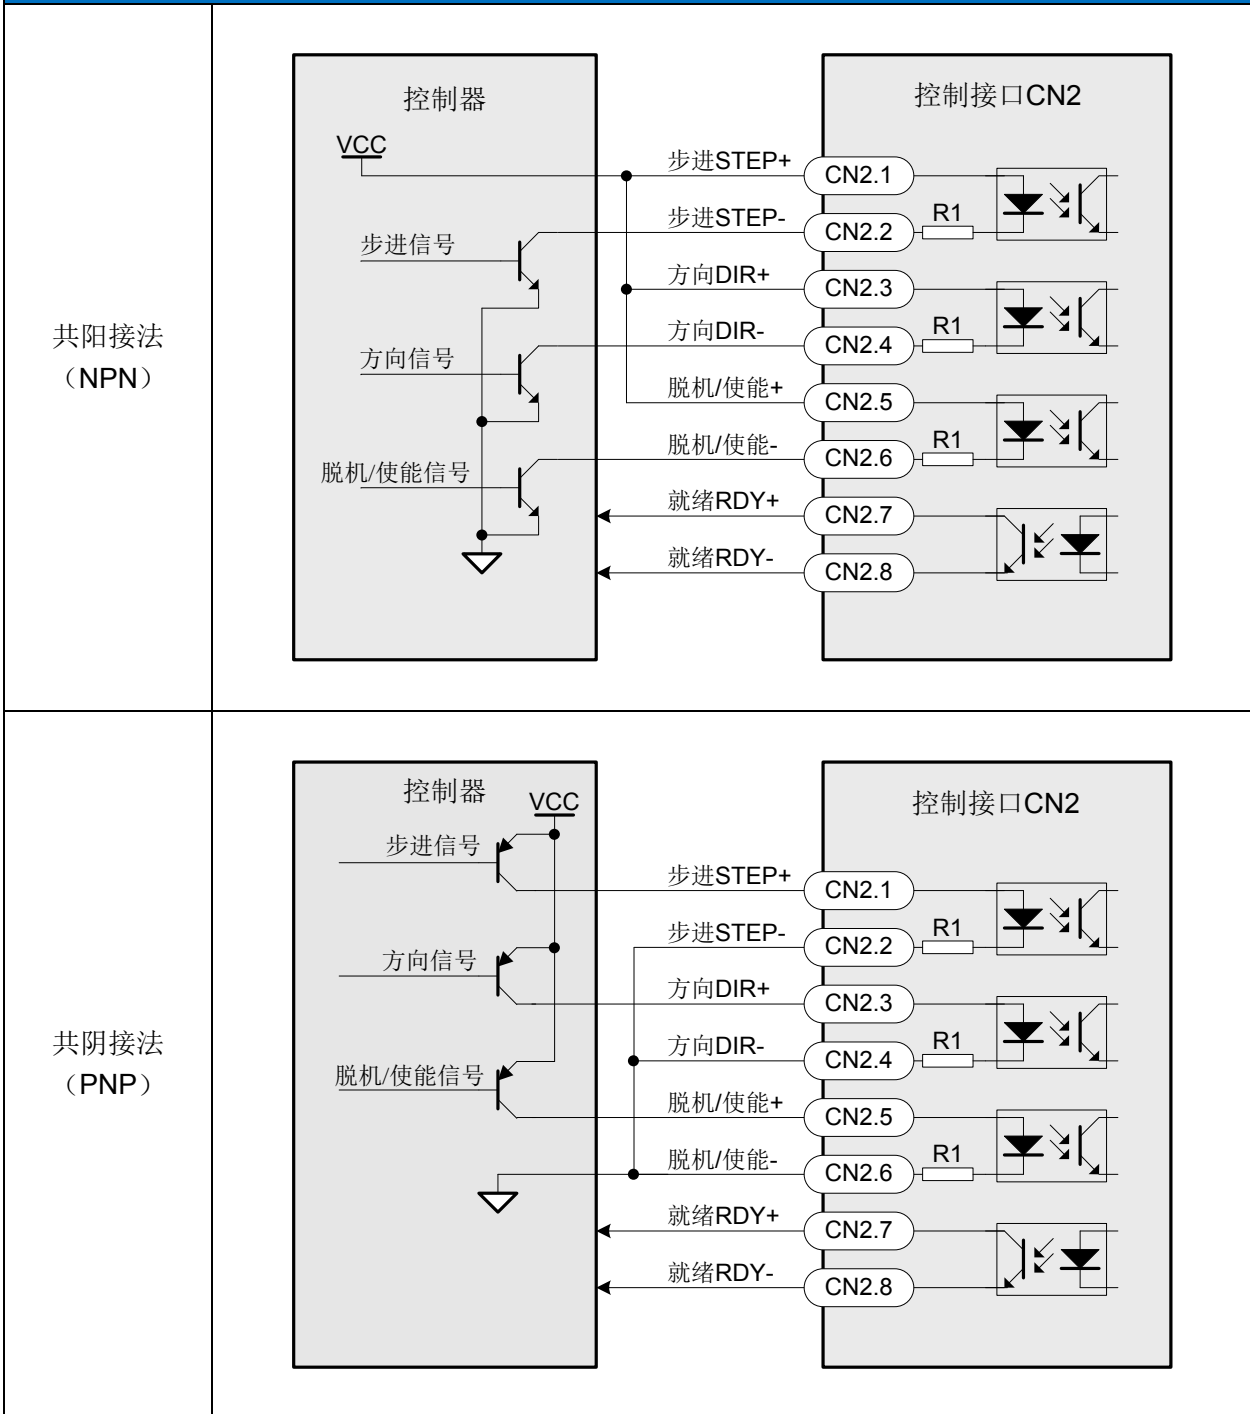 共阳接法
（NPN）
控制器
控制接口CN2
VCC
步进STEP+
CN2.1
步进STEP-
CN2.2
R1
步进信号
方向DIR+
CN2.3
方向DIR-
CN2.4
R1
方向信号
脱机/使能+
CN2.5
脱机/使能-
CN2.6
R1
脱机/使能信号
就绪RDY+
CN2.7
就绪RDY-
CN2.8
共阴接法
（PNP）
控制器
控制接口CN2
VCC
步进信号
步进STEP+
CN2.1
步进STEP-
CN2.2
R1
方向信号
方向DIR+
CN2.3
方向DIR-
CN2.4
R1
脱机/使能信号
脱机/使能+
CN2.5
脱机/使能-
CN2.6
R1
就绪RDY+
CN2.7
就绪RDY-
CN2.8